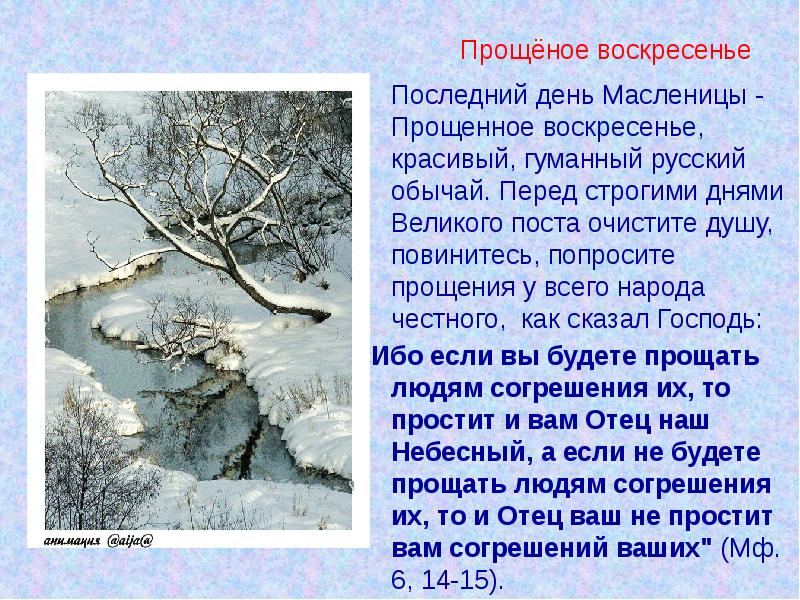 Прощёное воскресенье
Последний день Масленицы -
Прощенное воскресенье,
красивый, гуманный русский
обычай. Перед строгими днями
Великого поста очистите душу,
повинитесь, попросите
прощения у всего народа
честного,  как сказал Господь:
Ибо если вы будете прощать
людям согрешения их, то
простит и вам Отец наш
Небесный, а если не будете
прощать людям согрешения
их, то и Отец ваш не простит
вам согрешений ваших" (Мф.
6, 14-15).
анимация @aija@